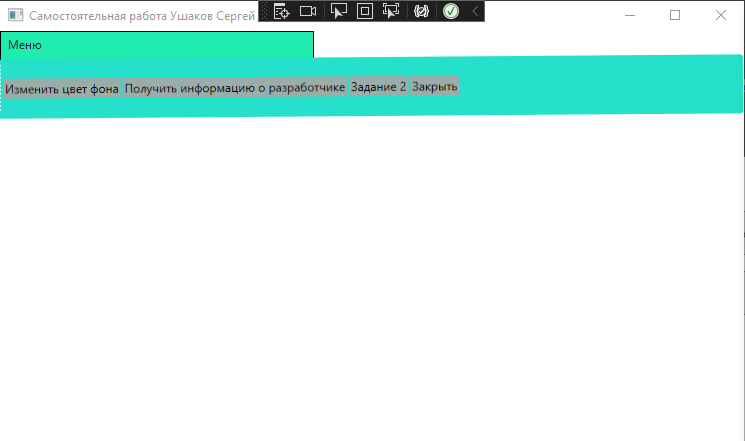 Самостоятельная работа Ушаков Сергей
Меню
Изменить цвет фона Получить информацию о разработчике Задание 2 Закрыть